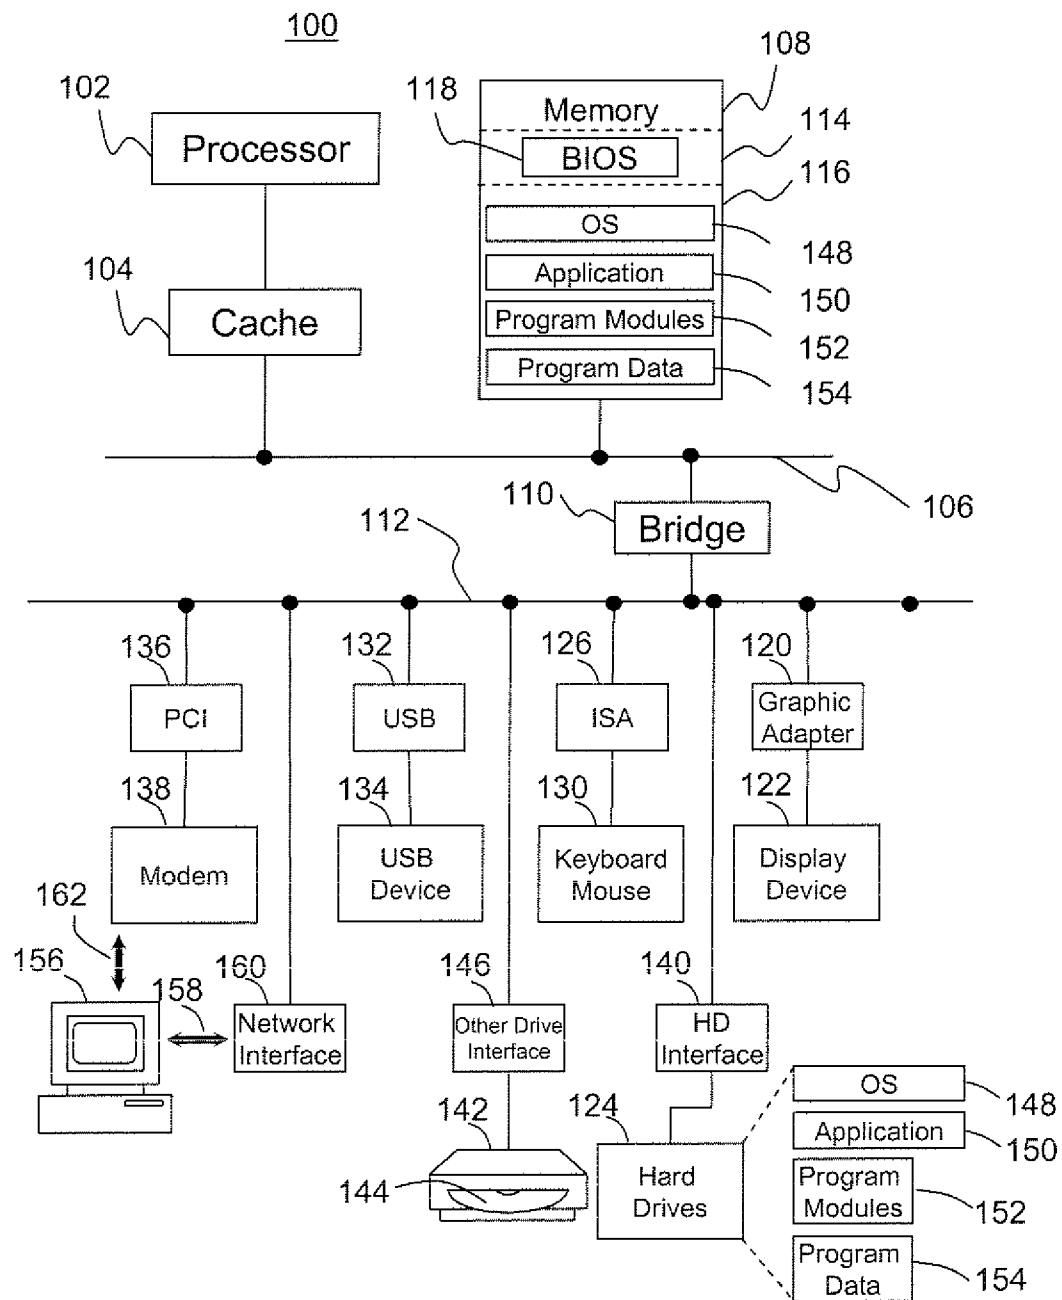 100
108
102
118
Memory
114
Processor
BIOS
116
OS
148
104
Application
150
Cache
Program Modules
152
Program Data
154
110
106
112
Bridge
136
132
126
120
PCI
USB
ISA
Graphic
Adapter
138
134
130
122
Modem
USB
Device
Keyboard
Mouse
Display
Device
162
156
158
160
146
140
Network
Interface
Other Drive
Interface
HD
Interface
OS
148
142
124
Application
150
144
Hard
Drives
Program
Modules
152
Program
Data
154